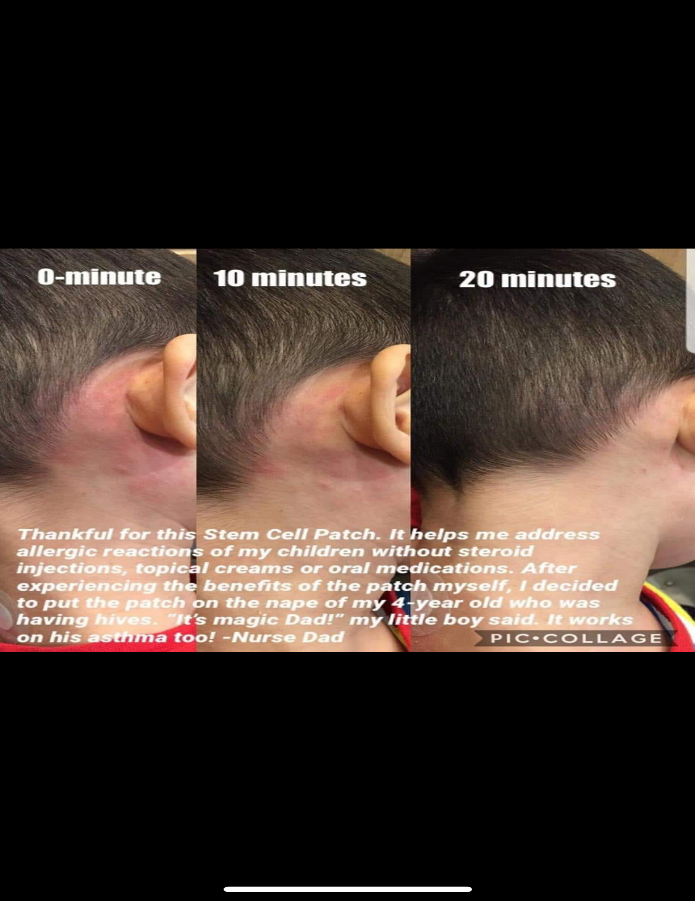 0-minute
10 minutes
20 minutes
Thankful for this Stem Cell Patch. It helps me address
allergic reactions of my children without steroid
injections, topical creams or oral medications. After
experiencing the benefits of the patch myself, I decided
to put the patch on the nape of my 4-year old who was
having hives. "It's magic Dad!" my little boy said. It works
on his asthma too! -Nurse Dad
PIC•COLLAGE